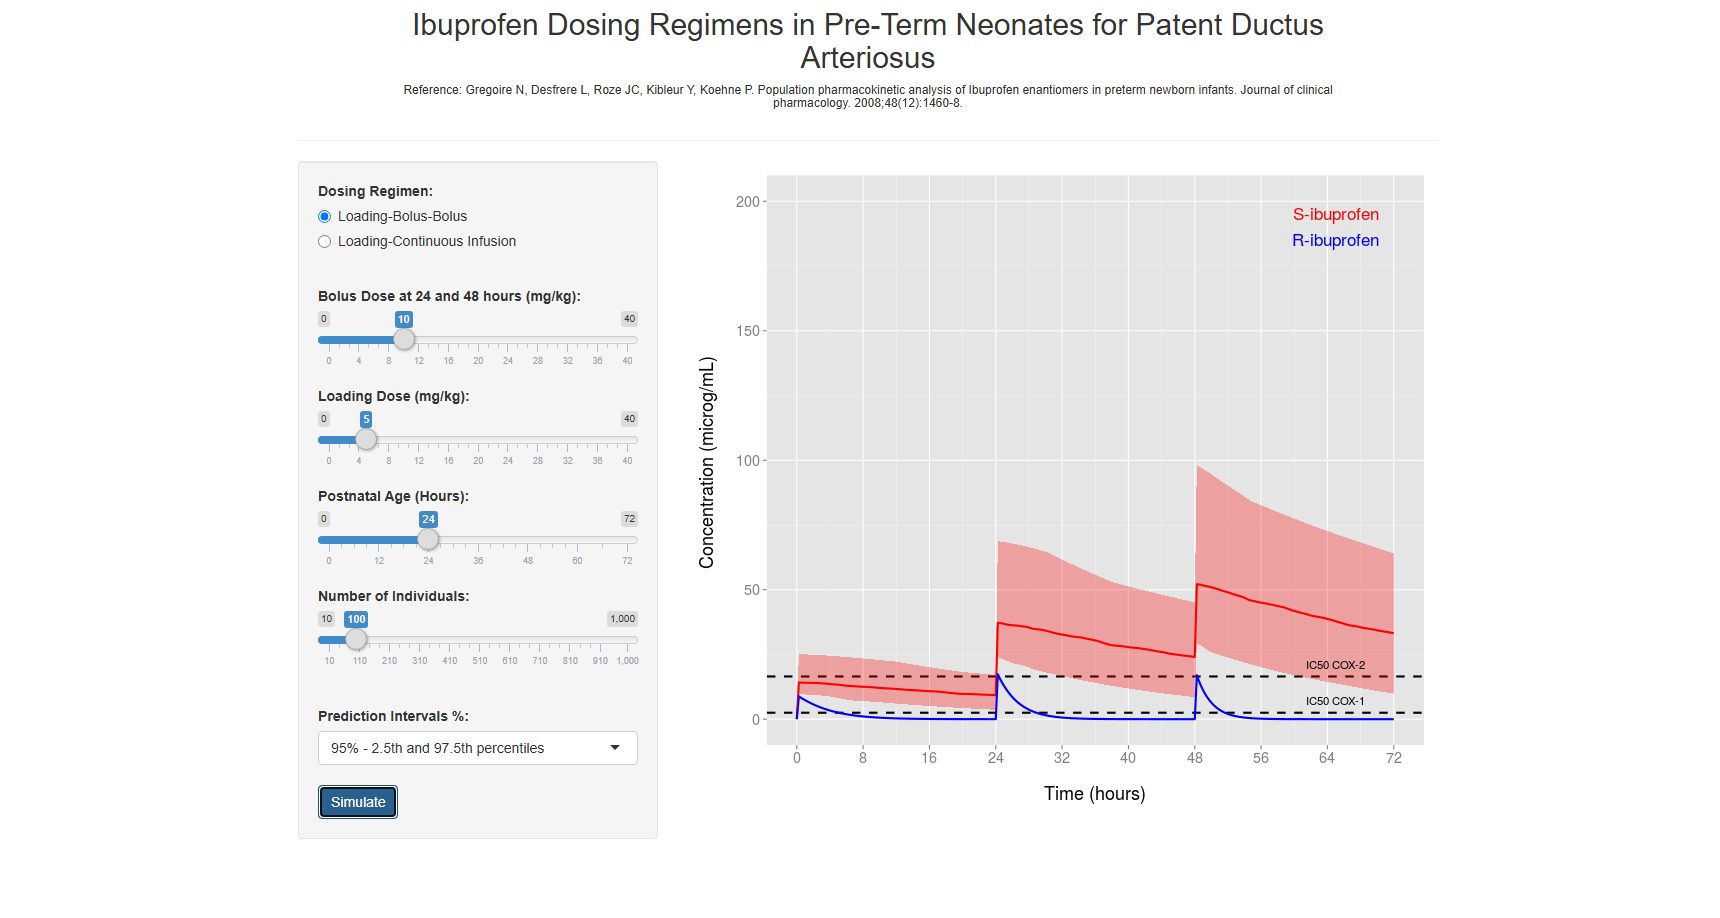 Ibuprofen Dosing Regimens in Pre-Term Neonates for Patent Ductus
Arteriosus
Reference: Gregoire N, Desfrere L, Roze JC, Kibleur Y, Koehne P. Population pharmacokinetic analysis of Ibuprofen enantiomers in preterm newborn infants. Journal of clinical
pharmacology. 2008;48(12):1460-8.
Dosing Regimen:
Loading-Bolus-Bolus
Loading-Continuous Infusion
Bolus Dose at 24 and 48 hours (mg/kg):
0 10 40
0 4 8 12 16 20 24 28 32 36 40
Loading Dose (mg/kg):
0 5 40
0 4 8 12 16 20 24 28 32 36 40
Postnatal Age (Hours):
0 24 72
0 12 24 36 48 60 72
Number of Individuals:
10 100 1,000
10 110 210 310 410 510 610 710 810 910 1,000
Prediction Intervals %:
95% - 2.5th and 97.5th percentiles
Simulate
Concentration (microg/mL)
200
150
100
50
0
S-ibuprofen
R-ibuprofen
IC50 COX-2
IC50 COX-1
0 8 16 24 32 40 48 56 64 72
Time (hours)